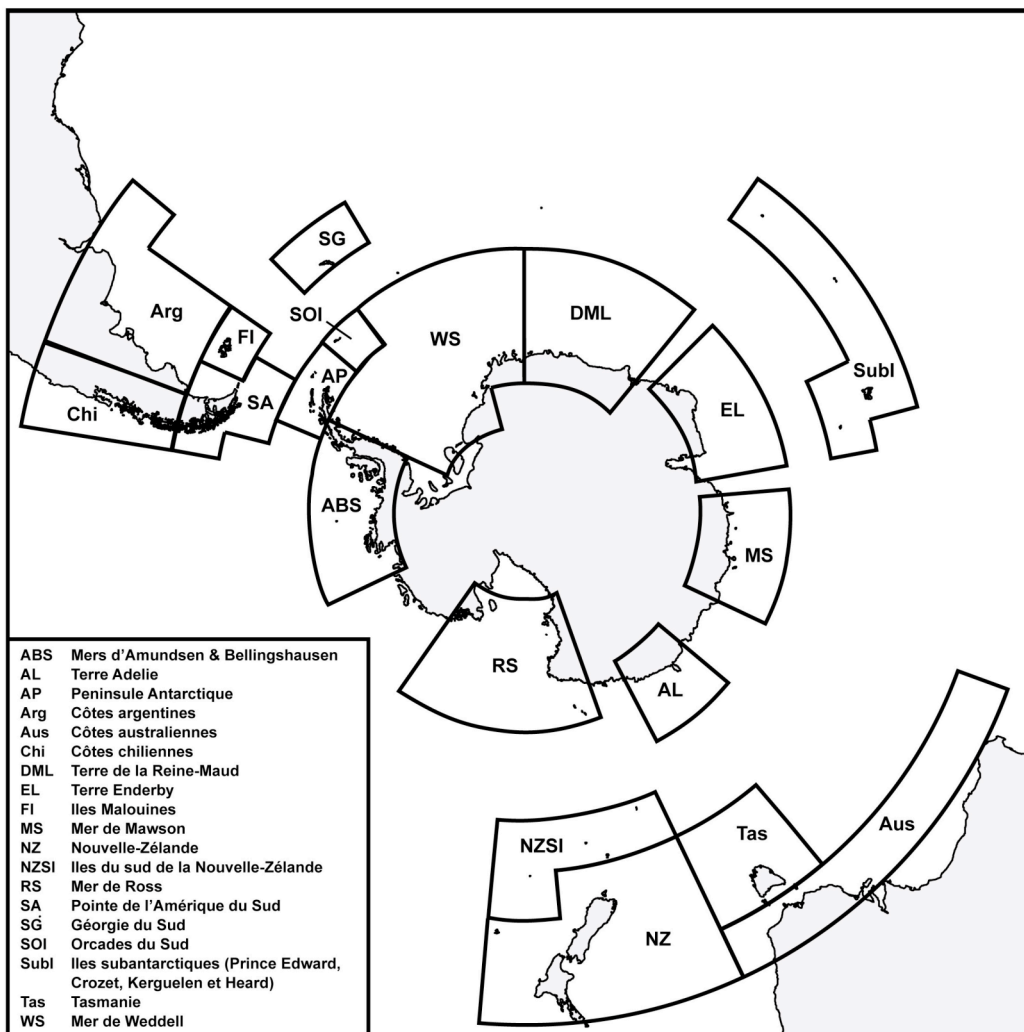 SG
SOI
Arg
FI
WS
DML
AP
SubI
Chi
SA
EL
ABS
MS
RS
AL
NZSI
Tas
Aus
NZ
ABS Mers d'Amundsen & Bellingshausen
AL Terre Adelie
AP Peninsule Antarctique
Arg Côtes argentines
Aus Côtes australiennes
Chi Côtes chiliennes
DML Terre de la Reine-Maud
EL Terre Enderby
FI Iles Malouines
MS Mer de Mawson
NZ Nouvelle-Zélande
NZSI Iles du sud de la Nouvelle-Zélande
RS Mer de Ross
SA Pointe de l'Amérique du Sud
SG Géorgie du Sud
SOI Orcades du Sud
SubI Iles subantarctiques (Prince Edward,
Crozet, Kerguelen et Heard)
Tas Tasmanie
WS Mer de Weddell